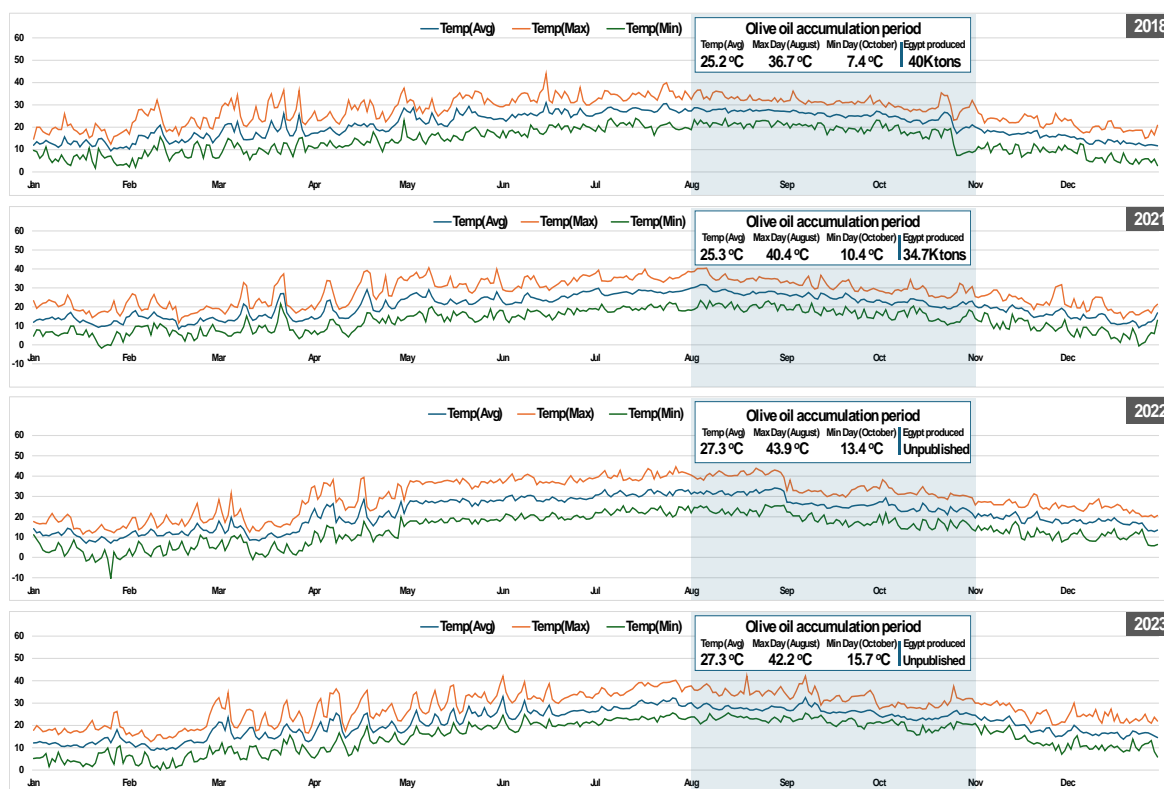 Temp(Avg) Temp(Max) Temp(Min)
2018
Olive oil accumulation period
Temp (Avg) Max Day (August) Min Day (October) Egypt produced
25.2 ºC 36.7 ºC 7.4 ºC 40K tons
60
50
40
30
20
10
0
Jan Feb Mar Apr May Jun Jul Aug Sep Oct Nov Dec
Temp(Avg) Temp(Max) Temp(Min)
2021
Olive oil accumulation period
Temp (Avg) Max Day (August) Min Day (October) Egypt produced
25.3 ºC 40.4 ºC 10.4 ºC 34.7K tons
60
50
40
30
20
10
0
-10
Jan Feb Mar Apr May Jun Jul Aug Sep Oct Nov Dec
Temp(Avg) Temp(Max) Temp(Min)
2022
Olive oil accumulation period
Temp (Avg) Max Day (August) Min Day (October) Egypt produced
27.3 ºC 43.9 ºC 13.4 ºC Unpublished
60
50
40
30
20
10
0
-10
Jan Feb Mar Apr May Jun Jul Aug Sep Oct Nov Dec
Temp(Avg) Temp(Max) Temp(Min)
2023
Olive oil accumulation period
Temp (Avg) Max Day (August) Min Day (October) Egypt produced
27.3 ºC 42.2 ºC 15.7 ºC Unpublished
60
50
40
30
20
10
0
Jan Feb Mar Apr May Jun Jul Aug Sep Oct Nov Dec